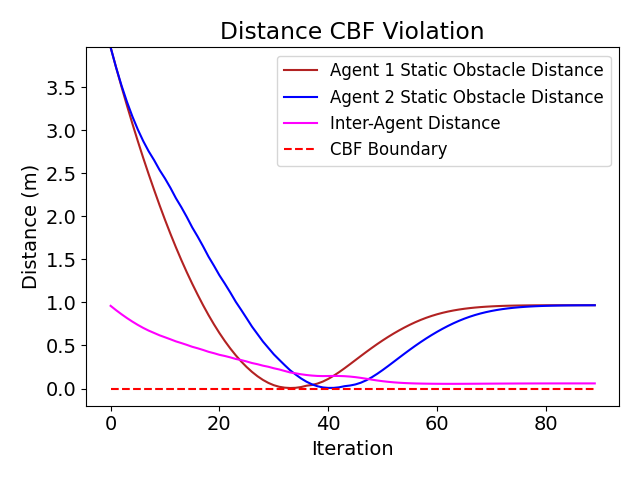 Distance CBF Violation
Agent 1 Static Obstacle Distance
Agent 2 Static Obstacle Distance
Inter-Agent Distance
CBF Boundary
Distance (m)
3.5
3.0
2.5
2.0
1.5
1.0
0.5
0.0
0 20 40 60 80
Iteration